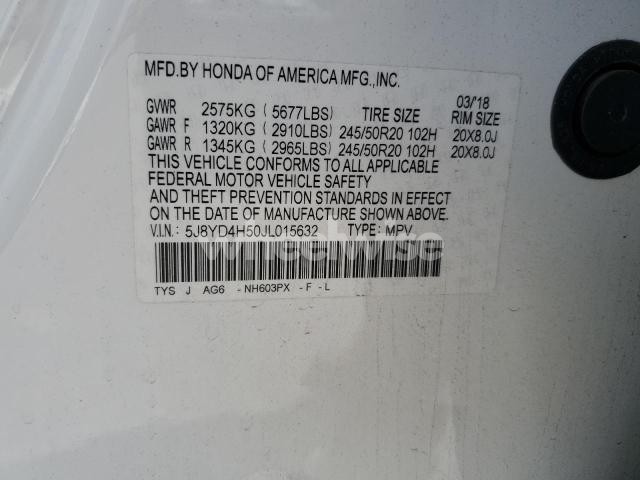 MFD.BY HONDA OF AMERICA MFG.,INC.
03/'18
GVWR 2575KG ( 5677LBS) TIRE SIZE RIM SIZE
GAWR F 1320KG ( 2910LBS) 245/50R20 102H 20X8.0J
GAWR R 1345KG ( 2965LBS) 245/50R20 102H 20X8.0J
THIS VEHICLE CONFORMS TO ALL APPLICABLE
FEDERAL MOTOR VEHICLE SAFETY
AND THEFT PREVENTION STANDARDS IN EFFECT
ON THE DATE OF MANUFACTURE SHOWN ABOVE.
V.I.N.: 5J8YD4H50JL015632 TYPE: MPV
wheelwise
TYS J AG6 -NH603PX -F -L